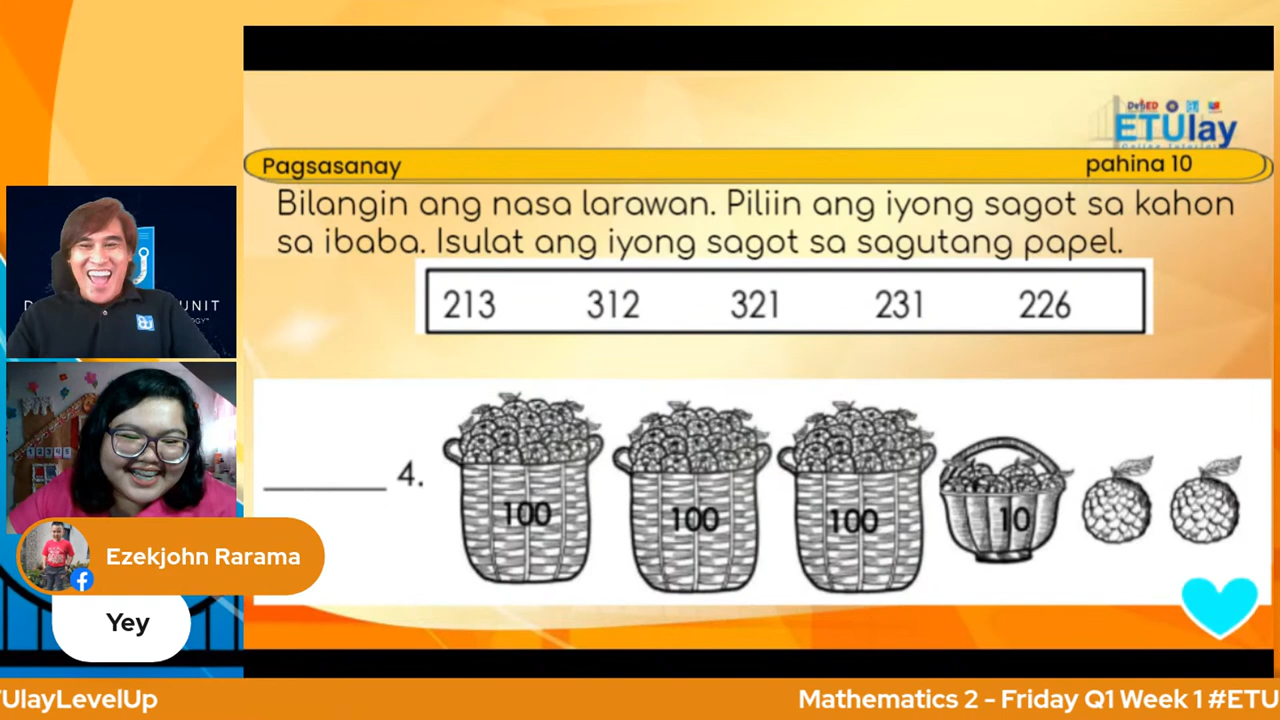 DepED
ETUlay
Pagsasanay
pahina 10
Bilangin ang nasa larawan. Piliin ang iyong sagot sa kahon
sa ibaba. Isulat ang iyong sagot sa sagutang papel.
213 312 321 231 226
4.
100 100 100 10
UNIT
Ezekjohn Rarama
Yey
UlayLevelUp
Mathematics 2 - Friday Q1 Week 1 #ETU